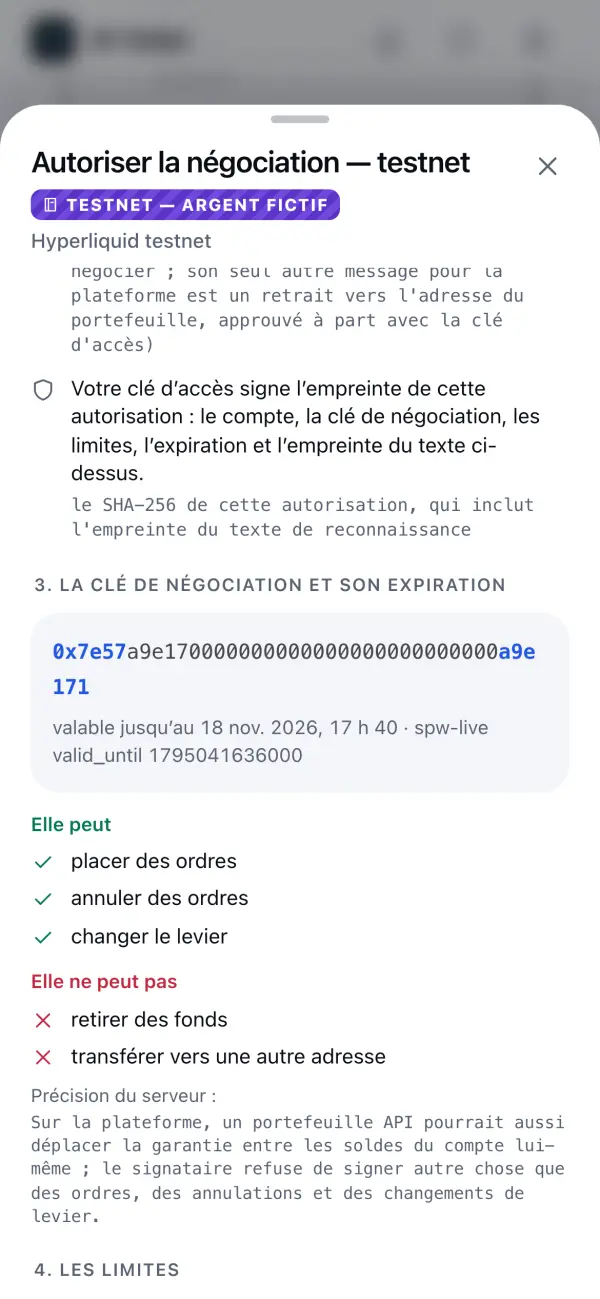 Autoriser la négociation — testnet
TESTNET — ARGENT FICTIF
Hyperliquid testnet
négocier ; son seul autre message pour la
plateforme est un retrait vers l'adresse du
portefeuille, approuvé à part avec la clé
d'accès)
Votre clé d’accès signe l’empreinte de cette
autorisation : le compte, la clé de négociation, les
limites, l’expiration et l’empreinte du texte ci-
dessus.
le SHA-256 de cette autorisation, qui inclut
l'empreinte du texte de reconnaissance
3. LA CLÉ DE NÉGOCIATION ET SON EXPIRATION
0x7e57a9e1700000000000000000000000000a9e
171
valable jusqu’au 18 nov. 2026, 17 h 40 · spw-live
valid_until 1795041636000
Elle peut
placer des ordres
annuler des ordres
changer le levier
Elle ne peut pas
retirer des fonds
transférer vers une autre adresse
Précision du serveur :
Sur la plateforme, un portefeuille API pourrait aussi
déplacer la garantie entre les soldes du compte lui-
même ; le signataire refuse de signer autre chose que
des ordres, des annulations et des changements de
levier.
4. LES LIMITES